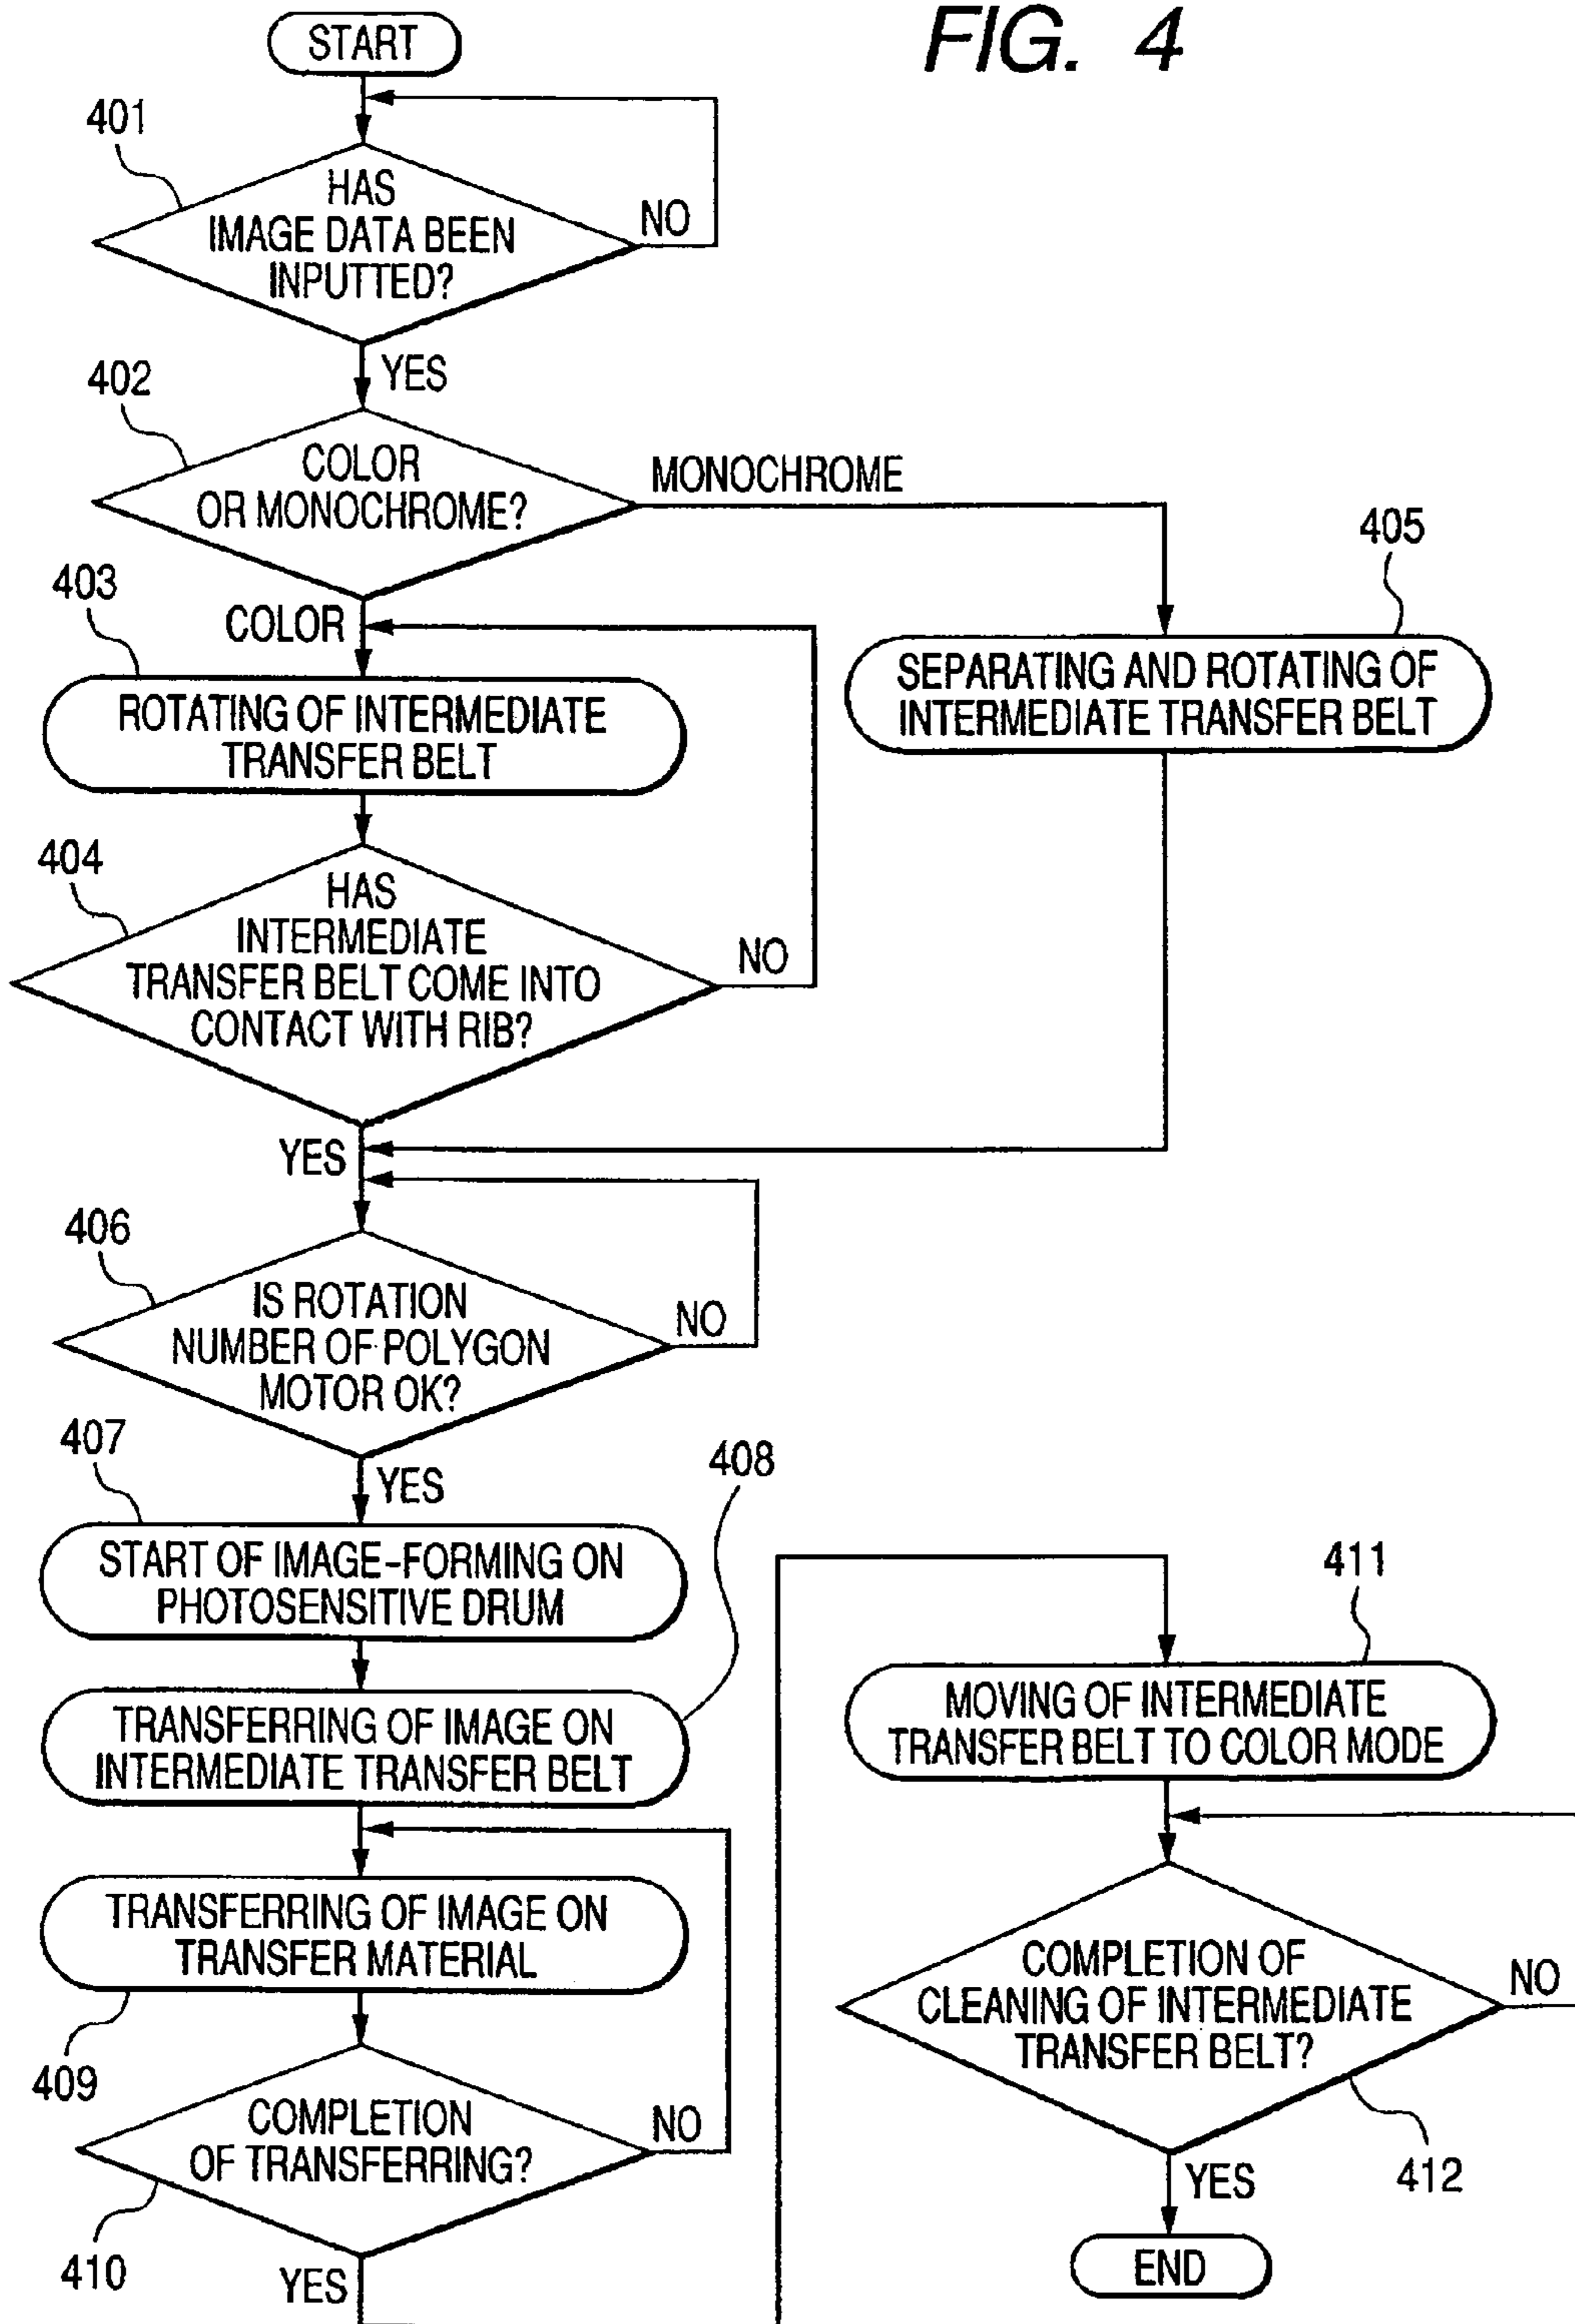 FIG. 4
START
401
HAS
IMAGE DATA BEEN
INPUTTED?
NO
YES
402
COLOR
OR MONOCHROME?
MONOCHROME
COLOR
403
ROTATING OF INTERMEDIATE
TRANSFER BELT
405
SEPARATING AND ROTATING OF
INTERMEDIATE TRANSFER BELT
404
HAS
INTERMEDIATE
TRANSFER BELT COME INTO
CONTACT WITH RIB?
NO
YES
406
IS ROTATION
NUMBER OF POLYGON
MOTOR OK?
NO
YES
407
START OF IMAGE-FORMING ON
PHOTOSENSITIVE DRUM
408
TRANSFERRING OF IMAGE ON
INTERMEDIATE TRANSFER BELT
TRANSFERRING OF IMAGE ON
TRANSFER MATERIAL
409
COMPLETION
OF TRANSFERRING?
NO
410
YES
411
MOVING OF INTERMEDIATE
TRANSFER BELT TO COLOR MODE
COMPLETION OF
CLEANING OF INTERMEDIATE
TRANSFER BELT?
NO
412
YES
END